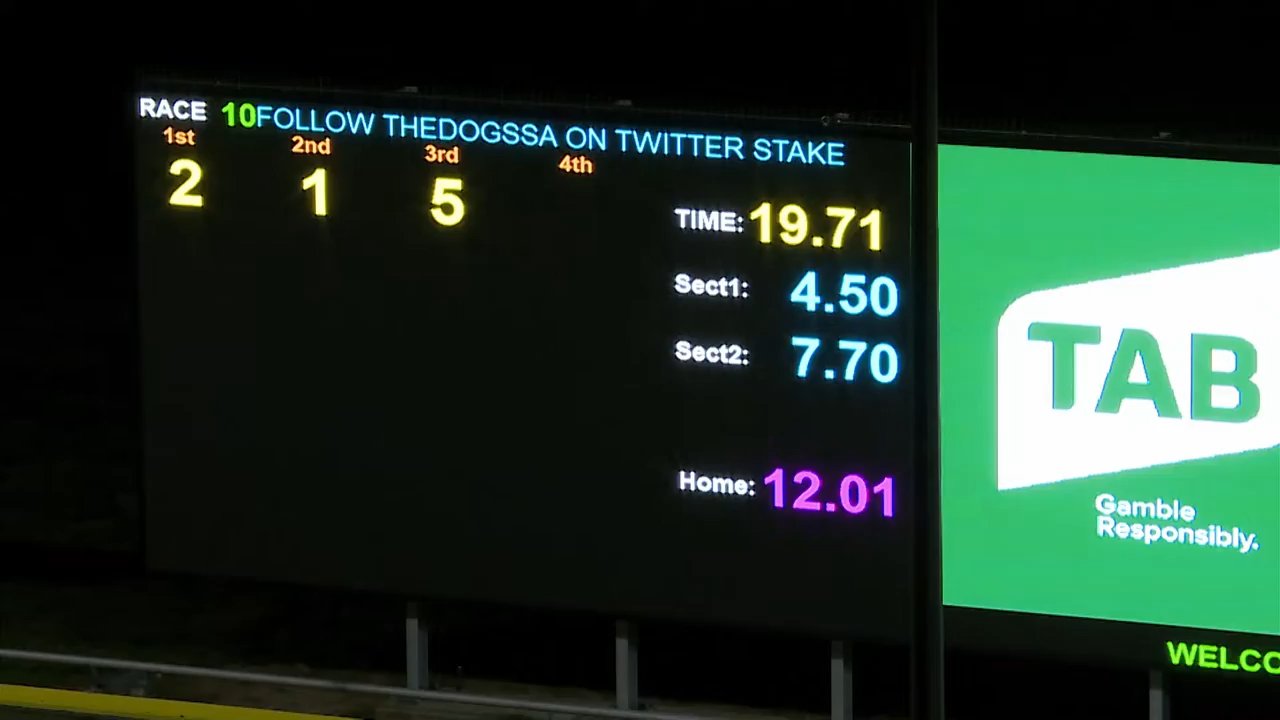 RACE 10FOLLOW THEDOGSSA ON TWITTER STAKE
1st 2nd 3rd 4th
2 1 5
TIME: 19.71
Sect1: 4.50
Sect2: 7.70
Home: 12.01
TAB
Gamble
Responsibly.
WELCO